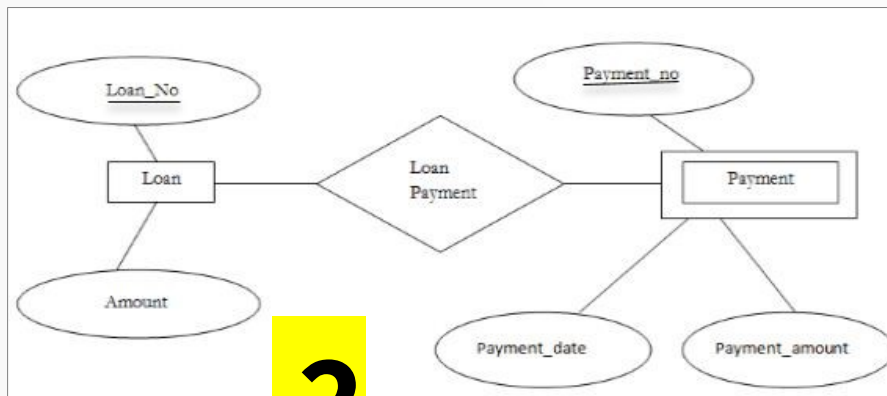 Loan_No
Payment_no
Loan
Loan
Payment
Payment
Amount
Payment_date
Payment_amount